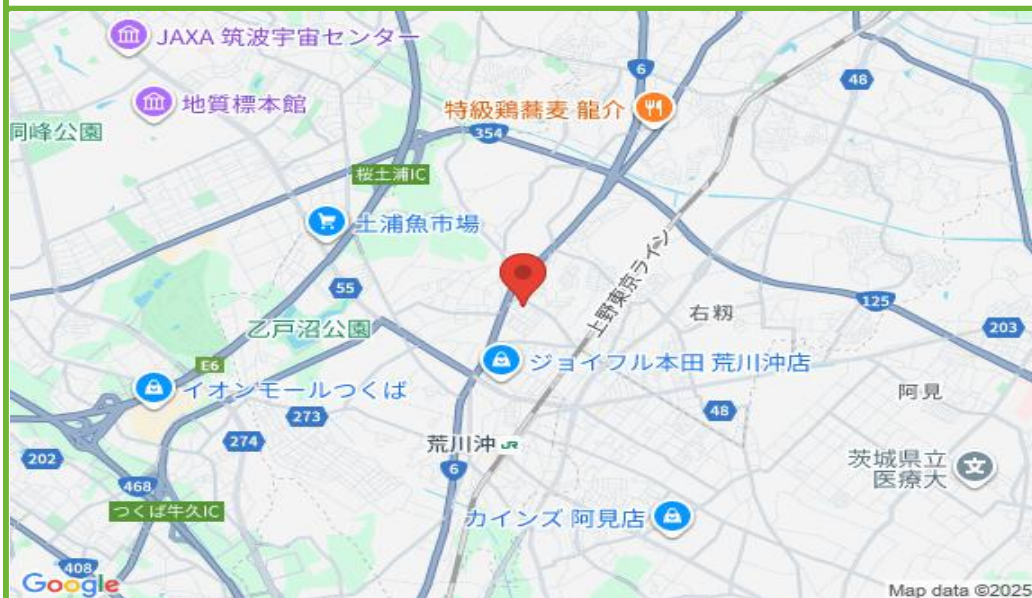 JAXA 筑波宇宙センター
6
48
地質標本館
特級鶏蕎麦 龍介
同峰公園
354
桜土浦IC
土浦魚市場
上野東京ライン
55
125
右籾
乙戸沼公園
203
E6
ジョイフル本田 荒川沖店
イオンモールつくば
阿見
273
48
274
荒川沖 JR
202
6
茨城県立
医療大
468
つくば牛久IC
カインズ 阿見店
408
Google
Map data ©2025